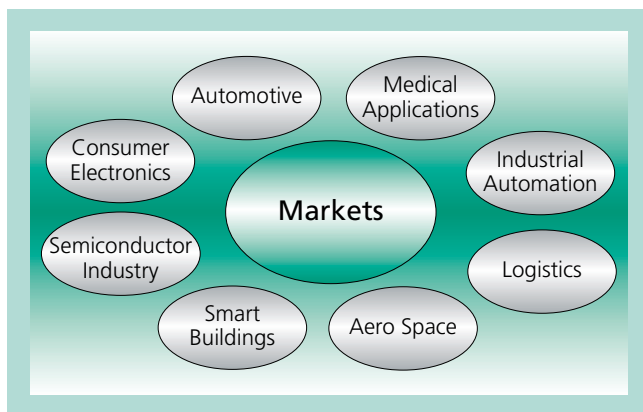 Automotive
Medical
Applications
Consumer
Electronics
Industrial
Automation
Markets
Semiconductor
Industry
Logistics
Smart
Buildings
Aero Space